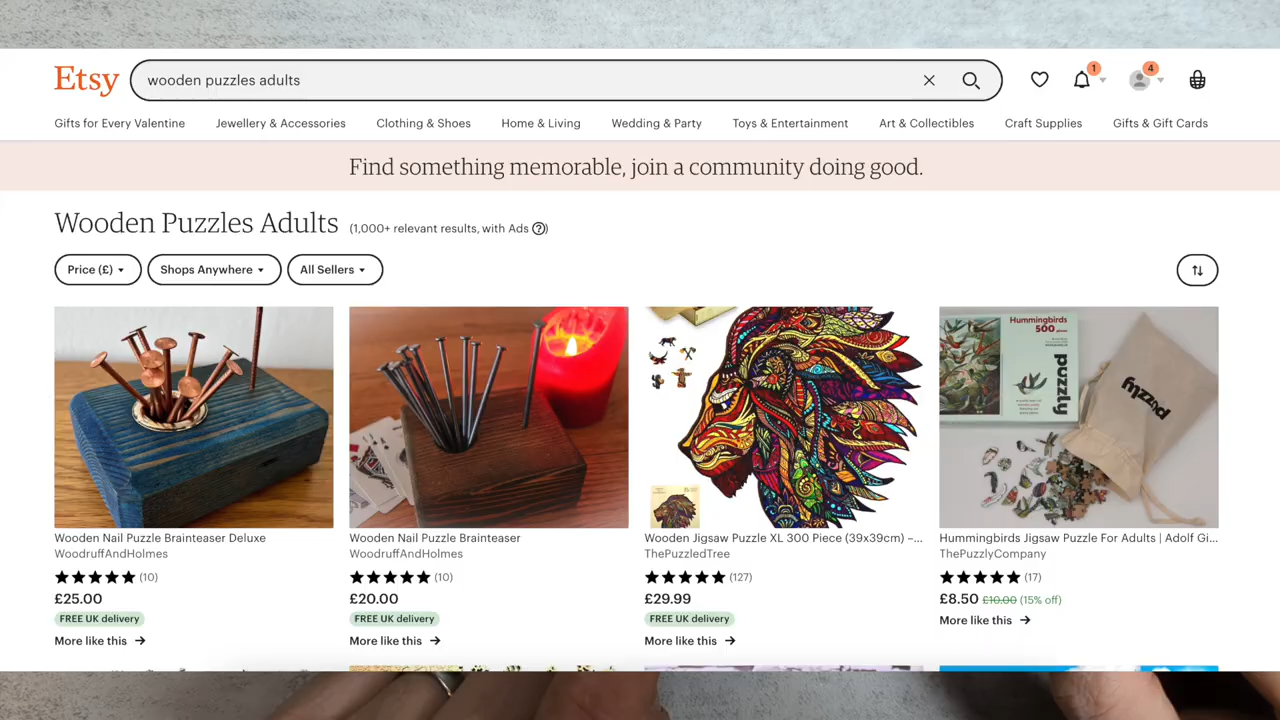 Etsy
wooden puzzles adults
1
4
Gifts for Every Valentine
Jewellery & Accessories
Clothing & Shoes
Home & Living
Wedding & Party
Toys & Entertainment
Art & Collectibles
Craft Supplies
Gifts & Gift Cards
Find something memorable, join a community doing good.
Wooden Puzzles Adults
(1,000+ relevant results, with Ads ?)
Price (£)
Shops Anywhere
All Sellers
Hummingbirds
500
puzzly
puzzly
Wooden Nail Puzzle Brainteaser Deluxe
WoodruffAndHolmes
(10)
£25.00
FREE UK delivery
More like this
Wooden Nail Puzzle Brainteaser
WoodruffAndHolmes
(10)
£20.00
FREE UK delivery
More like this
Wooden Jigsaw Puzzle XL 300 Piece (39x39cm) –...
ThePuzzledTree
(127)
£29.99
FREE UK delivery
More like this
Hummingbirds Jigsaw Puzzle For Adults | Adolf Gi...
ThePuzzlyCompany
(17)
£8.50 £10.00 (15% off)
More like this